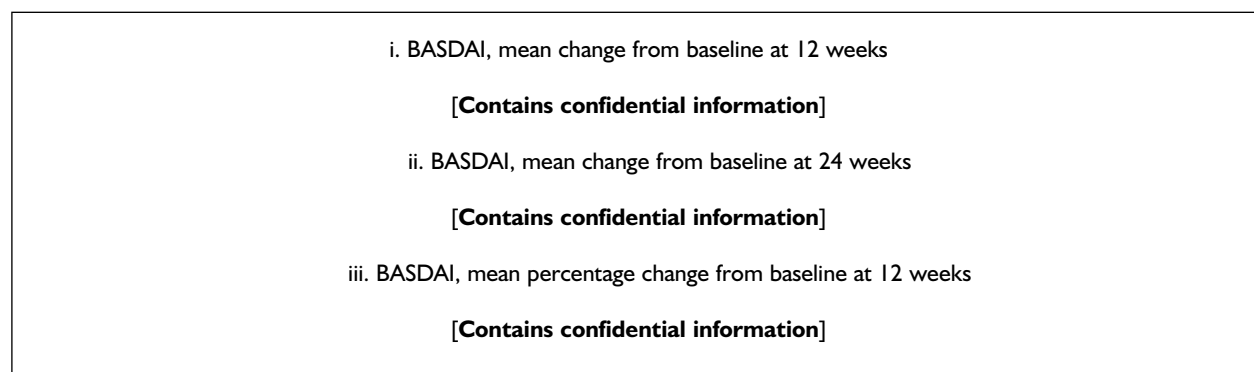 i. BASDAI, mean change from baseline at 12 weeks
[Contains confidential information]
ii. BASDAI, mean change from baseline at 24 weeks
[Contains confidential information]
iii. BASDAI, mean percentage change from baseline at 12 weeks
[Contains confidential information]